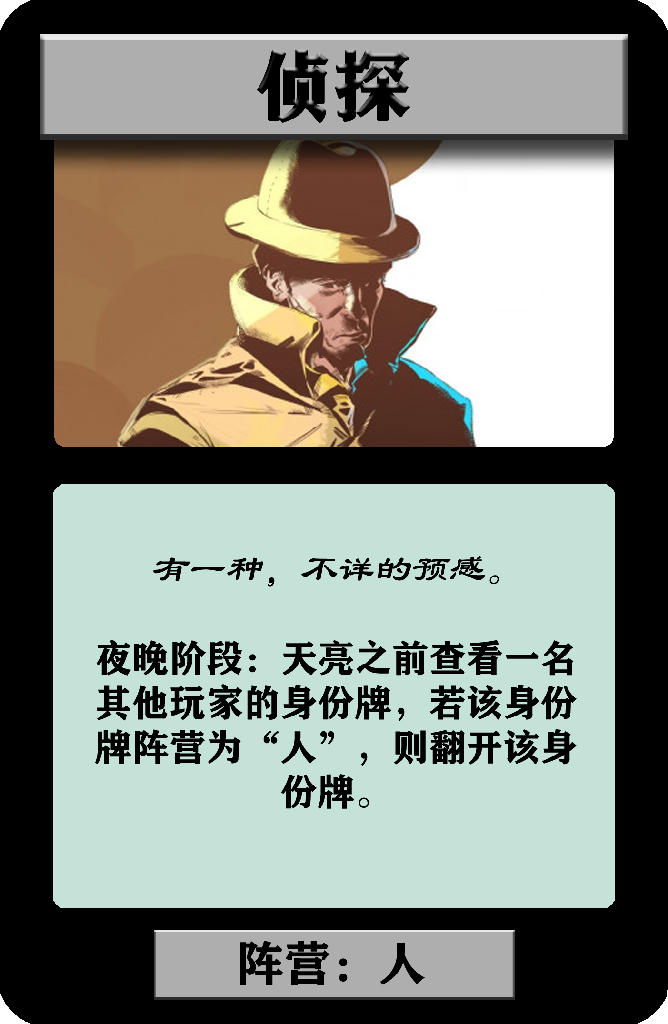 侦探
有一种，不详的预感。
夜晚阶段：天亮之前查看一名
其他玩家的身份牌，若该身份
牌阵营为“人”，则翻开该身
份牌。
阵营：人